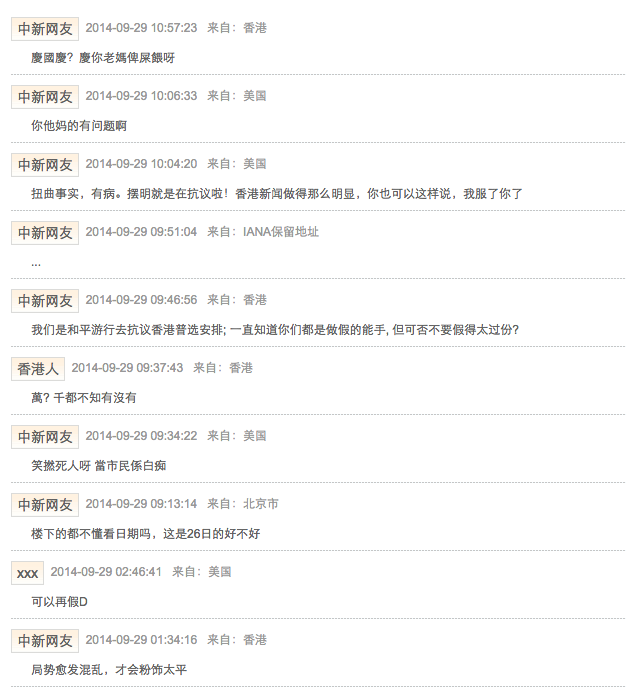 中新网友 2014-09-29 10:57:23 来自：香港
慶國慶？慶你老媽俾屎餵呀
中新网友 2014-09-29 10:06:33 来自：美国
你他妈的有问题啊
中新网友 2014-09-29 10:04:20 来自：美国
扭曲事实，有病。摆明就是在抗议啦！香港新闻做得那么明显，你也可以这样说，我服了你了
中新网友 2014-09-29 09:51:04 来自：IANA保留地址
...
中新网友 2014-09-29 09:46:56 来自：香港
我们是和平游行去抗议香港普选安排; 一直知道你们都是做假的能手, 但可否不要假得太过份?
香港人 2014-09-29 09:37:43 来自：香港
萬? 千都不知有沒有
中新网友 2014-09-29 09:34:22 来自：美国
笑撚死人呀 當市民係白痴
中新网友 2014-09-29 09:13:14 来自：北京市
楼下的都不懂看日期吗，这是26日的好不好
xxx 2014-09-29 02:46:41 来自：美国
可以再假D
中新网友 2014-09-29 01:34:16 来自：香港
局势愈发混乱，才会粉饰太平